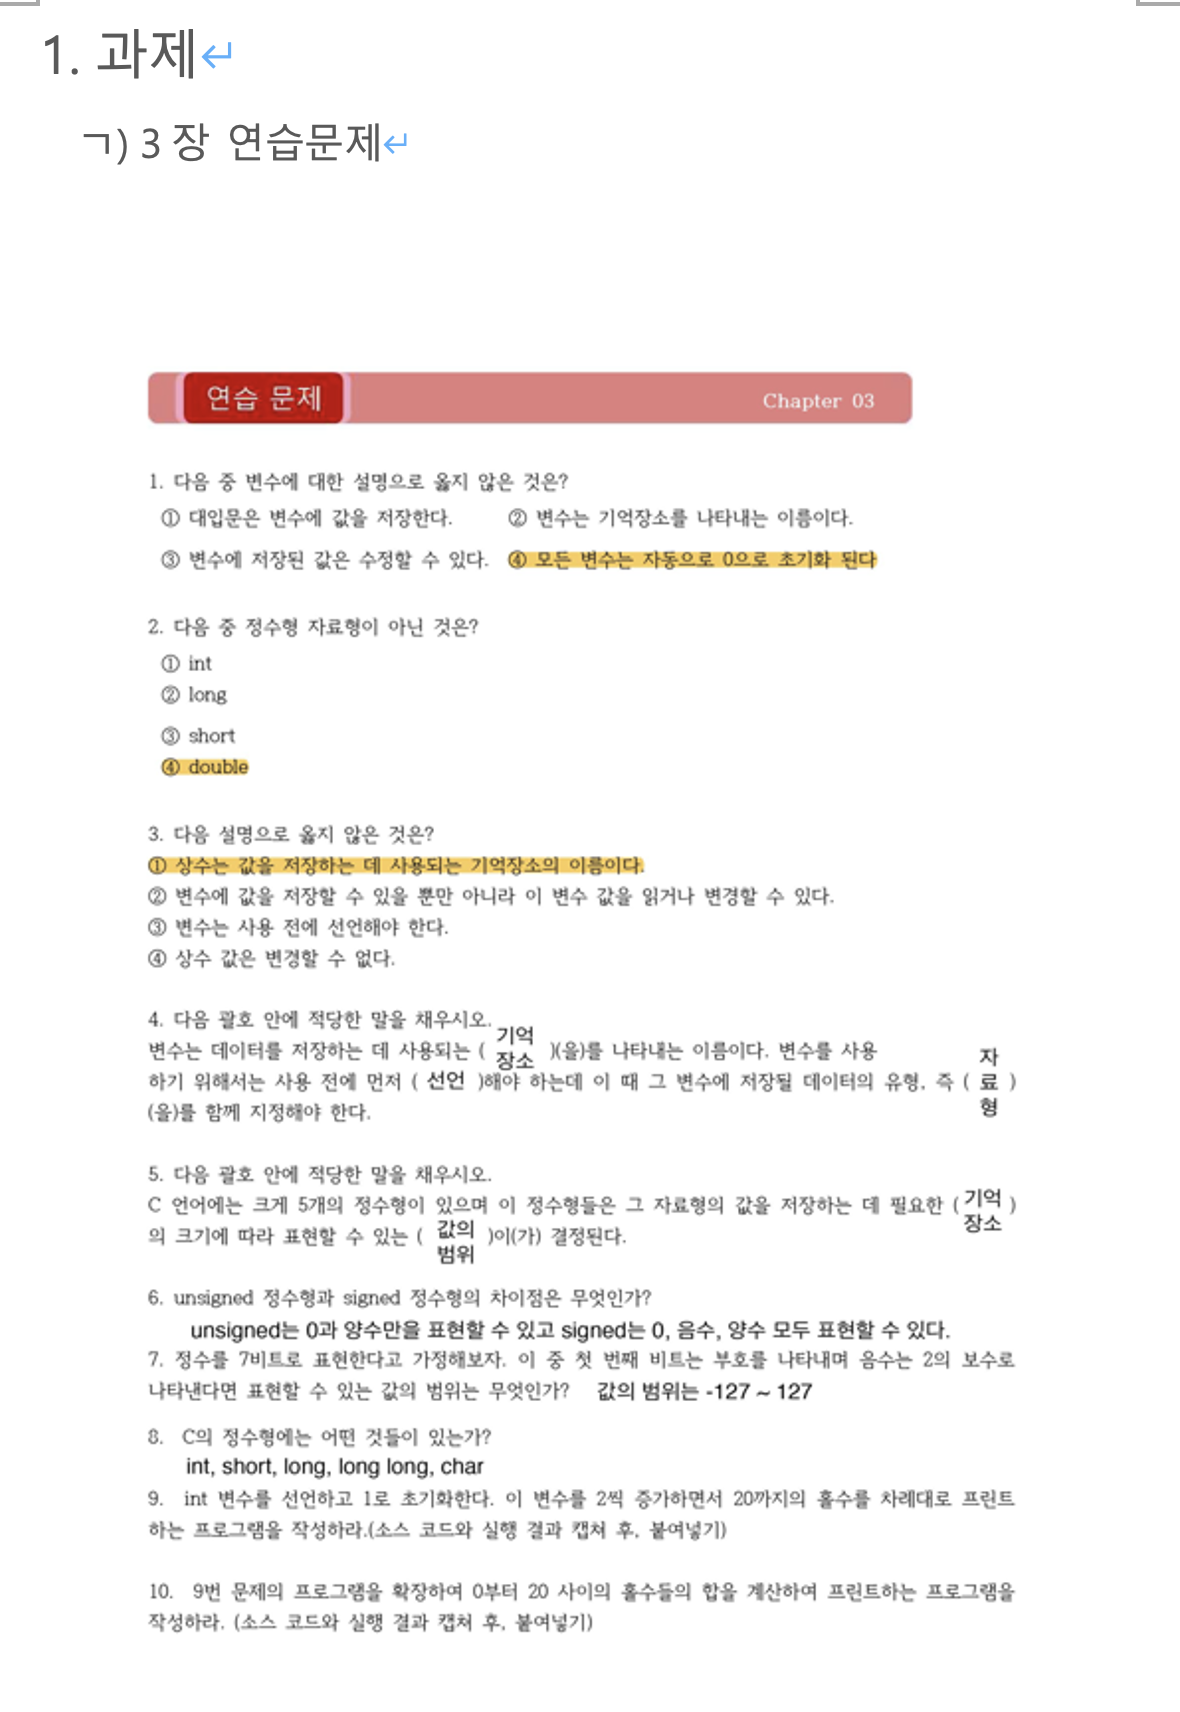 1. 과제↵
ㄱ) 3 장 연습문제↵
연습 문제 Chapter 03
1. 다음 중 변수에 대한 설명으로 옳지 않은 것은?
① 대입문은 변수에 값을 저장한다. ② 변수는 기억장소를 나타내는 이름이다.
③ 변수에 저장된 값은 수정할 수 있다. ④ 모든 변수는 자동으로 0으로 초기화 된다
2. 다음 중 정수형 자료형이 아닌 것은?
① int
② long
③ short
④ double
3. 다음 설명으로 옳지 않은 것은?
① 상수는 값을 저장하는 데 사용되는 기억장소의 이름이다.
② 변수에 값을 저장할 수 있을 뿐만 아니라 이 변수 값을 읽거나 변경할 수 있다.
③ 변수는 사용 전에 선언해야 한다.
④ 상수 값은 변경할 수 없다.
4. 다음 괄호 안에 적당한 말을 채우시오.
변수는 데이터를 저장하는 데 사용되는 ( 기억 장소 )(을)를 나타내는 이름이다. 변수를 사용
하기 위해서는 사용 전에 먼저 ( 선언 )해야 하는데 이 때 그 변수에 저장될 데이터의 유형, 즉 ( 자료형 )
(을)를 함께 지정해야 한다.
5. 다음 괄호 안에 적당한 말을 채우시오.
C 언어에는 크게 5개의 정수형이 있으며 이 정수형들은 그 자료형의 값을 저장하는 데 필요한 ( 기억 장소 )
의 크기에 따라 표현할 수 있는 ( 값의 범위 )이(가) 결정된다.
6. unsigned 정수형과 signed 정수형의 차이점은 무엇인가?
unsigned는 0과 양수만을 표현할 수 있고 signed는 0, 음수, 양수 모두 표현할 수 있다.
7. 정수를 7비트로 표현한다고 가정해보자. 이 중 첫 번째 비트는 부호를 나타내며 음수는 2의 보수로
나타낸다면 표현할 수 있는 값의 범위는 무엇인가? 값의 범위는 -127 ~ 127
8. C의 정수형에는 어떤 것들이 있는가?
int, short, long, long long, char
9. int 변수를 선언하고 1로 초기화한다. 이 변수를 2씩 증가하면서 20까지의 홀수를 차례대로 프린트
하는 프로그램을 작성하라.(소스 코드와 실행 결과 캡쳐 후, 붙여넣기)
10. 9번 문제의 프로그램을 확장하여 0부터 20 사이의 홀수들의 합을 계산하여 프린트하는 프로그램을
작성하라. (소스 코드와 실행 결과 캡쳐 후, 붙여넣기)